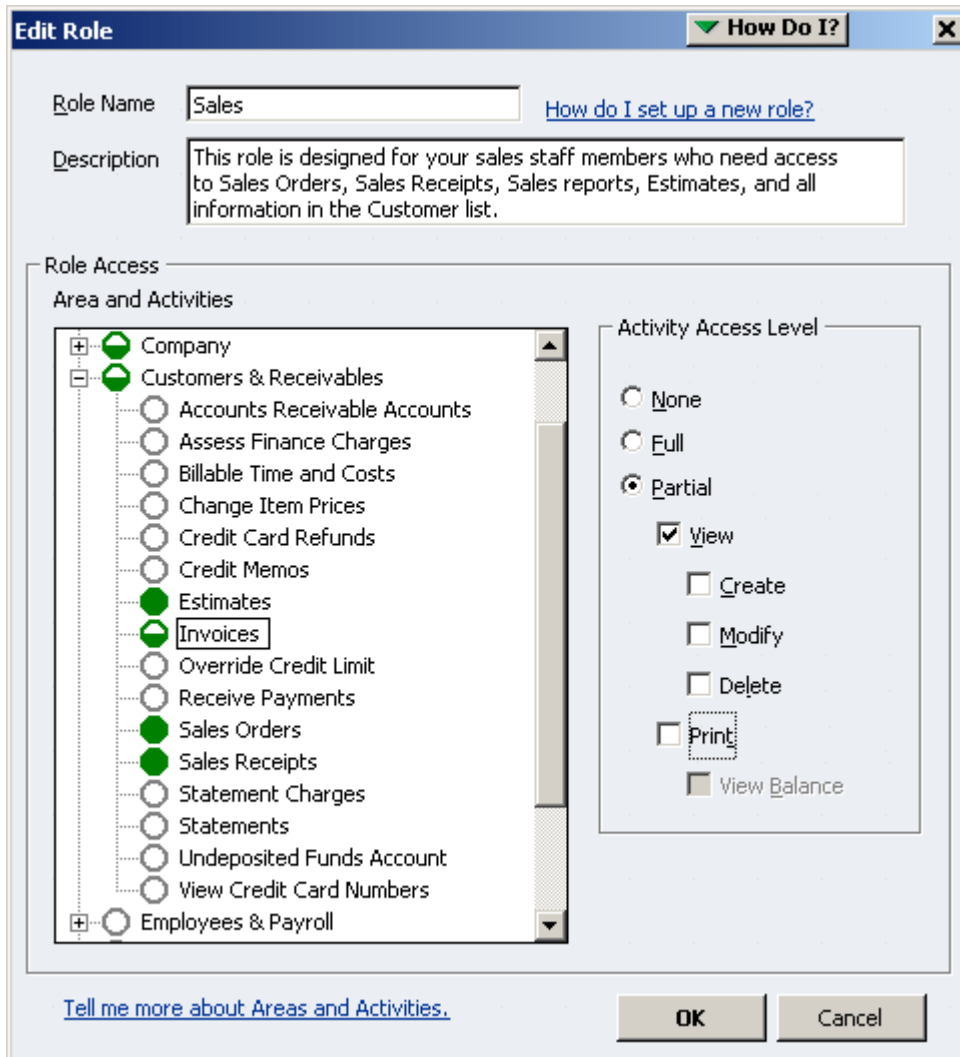 Edit Role
How Do I?
Role Name
Sales
How do I set up a new role?
Description
This role is designed for your sales staff members who need access
to Sales Orders, Sales Receipts, Sales reports, Estimates, and all
information in the Customer list.
Role Access
Area and Activities
Company
Customers & Receivables
Accounts Receivable Accounts
Assess Finance Charges
Billable Time and Costs
Change Item Prices
Credit Card Refunds
Credit Memos
Estimates
Invoices
Override Credit Limit
Receive Payments
Sales Orders
Sales Receipts
Statement Charges
Statements
Undeposited Funds Account
View Credit Card Numbers
Employees & Payroll
Activity Access Level
None
Full
Partial
View
Create
Modify
Delete
Print
View Balance
Tell me more about Areas and Activities.
OK
Cancel